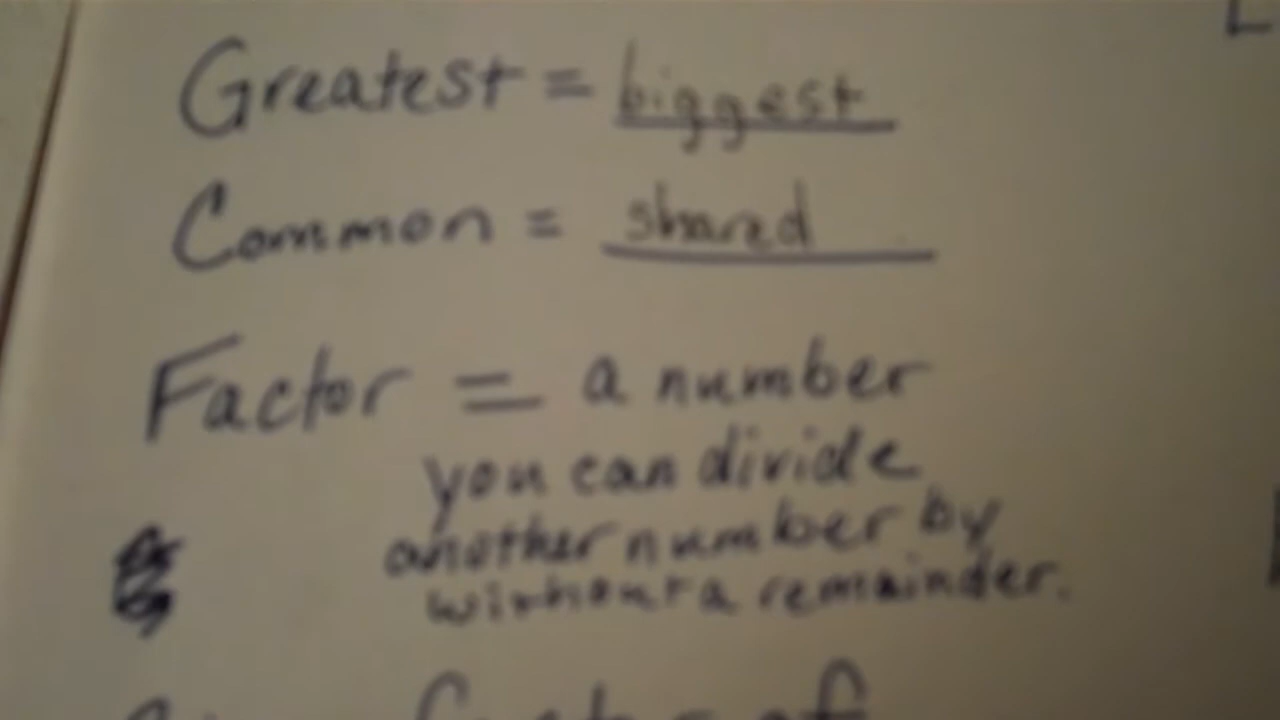 Greatest = biggest
Common = shared
Factor = a number
you can divide
another number by
without a remainder.